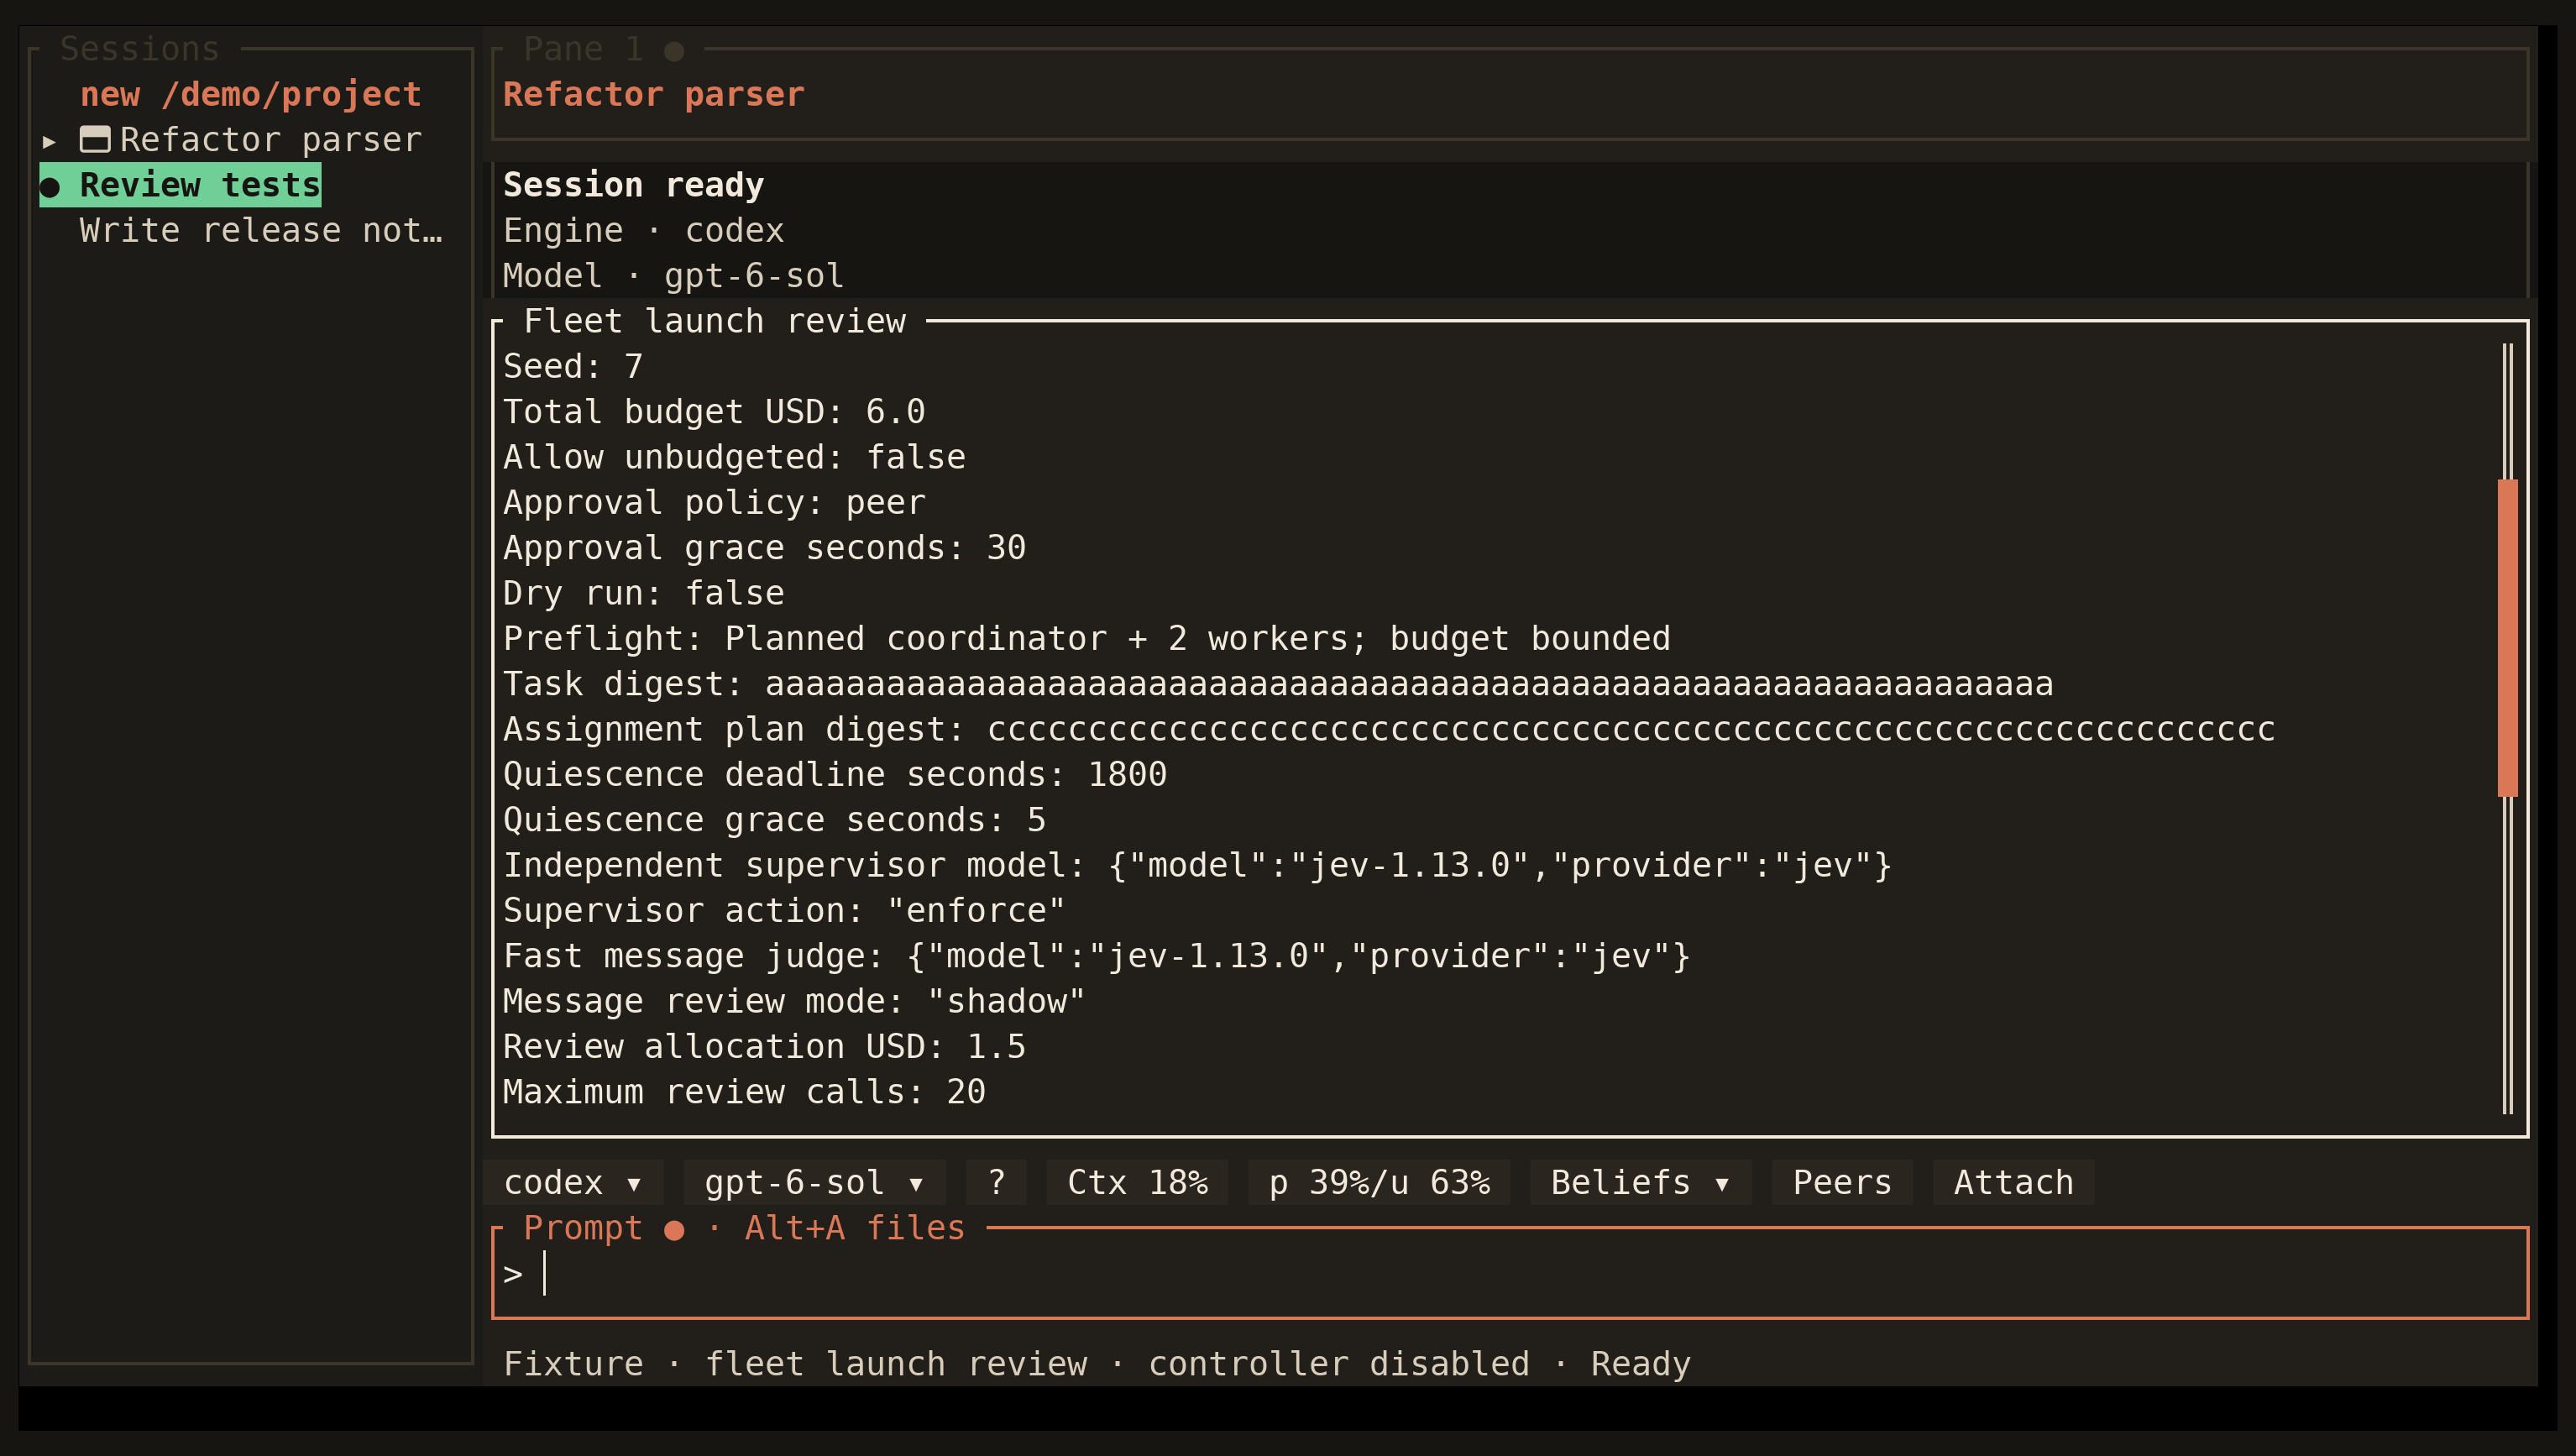 Sessions
new /demo/project
▸ Refactor parser
● Review tests
Write release not…
Pane 1 ●
Refactor parser
Session ready
Engine · codex
Model · gpt-6-sol
Fleet launch review
Seed: 7
Total budget USD: 6.0
Allow unbudgeted: false
Approval policy: peer
Approval grace seconds: 30
Dry run: false
Preflight: Planned coordinator + 2 workers; budget bounded
Task digest: aaaaaaaaaaaaaaaaaaaaaaaaaaaaaaaaaaaaaaaaaaaaaaaaaaaaaaaaaaaaaaaa
Assignment plan digest: cccccccccccccccccccccccccccccccccccccccccccccccccccccccccccccccc
Quiescence deadline seconds: 1800
Quiescence grace seconds: 5
Independent supervisor model: {"model":"jev-1.13.0","provider":"jev"}
Supervisor action: "enforce"
Fast message judge: {"model":"jev-1.13.0","provider":"jev"}
Message review mode: "shadow"
Review allocation USD: 1.5
Maximum review calls: 20
codex ▾ gpt-6-sol ▾ ? Ctx 18% p 39%/u 63% Beliefs ▾ Peers Attach
Prompt ● · Alt+A files
>
Fixture · fleet launch review · controller disabled · Ready